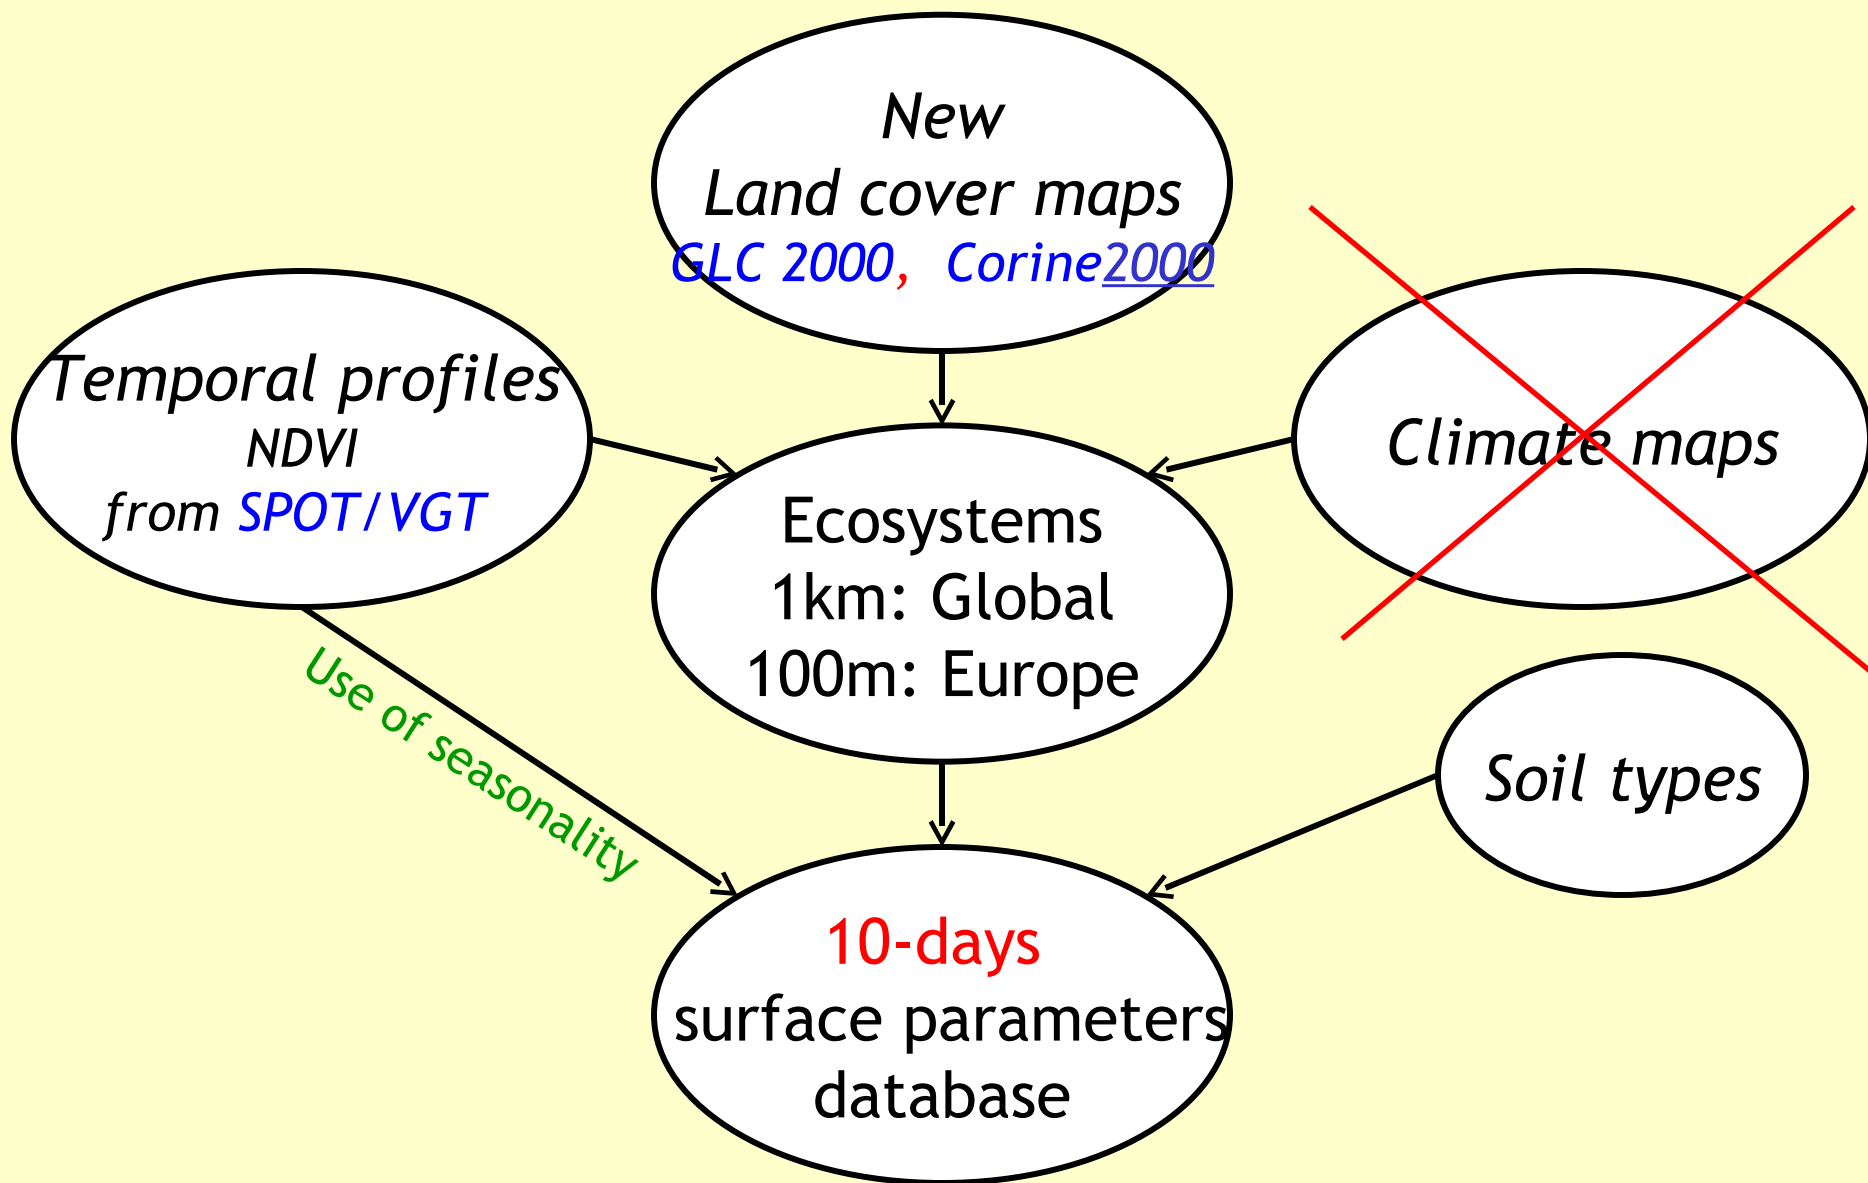 New
Land cover maps
GLC 2000, Corine2000
Temporal profiles
NDVI
from SPOT/VGT
Climate maps
Ecosystems
1km: Global
100m: Europe
Use of seasonality
Soil types
10-days
surface parameters
database